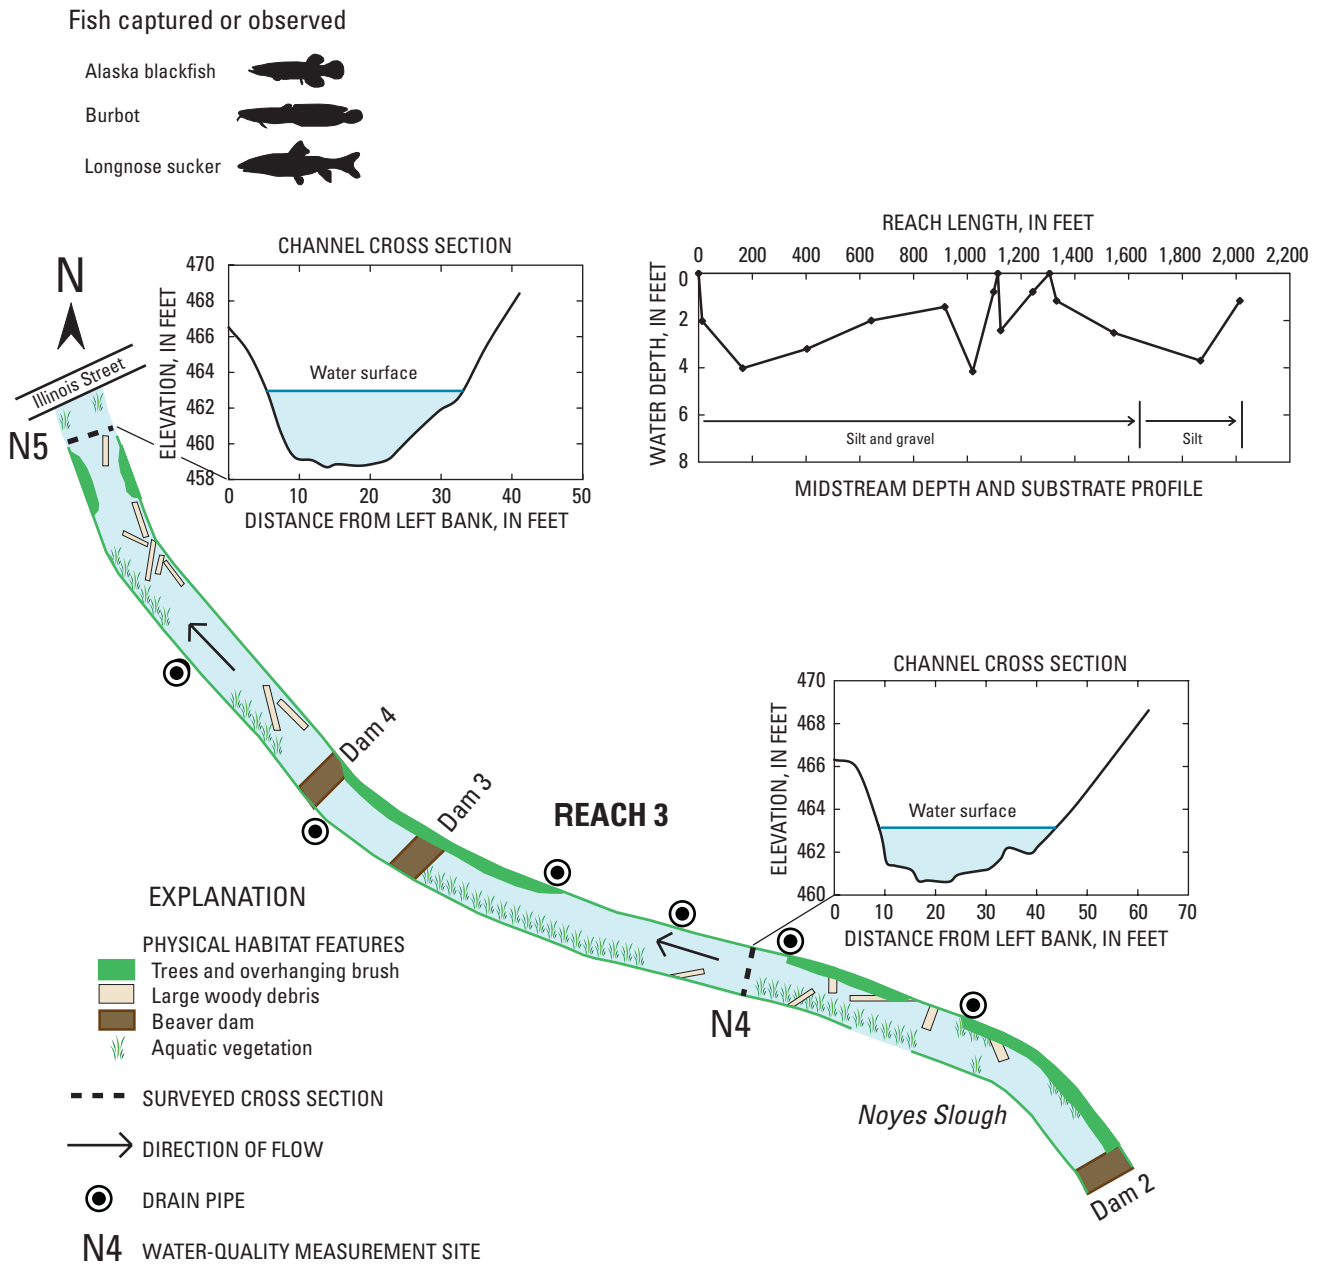 Fish captured or observed
Alaska blackfish
Burbot
Longnose sucker
N
Illinois Street
N5
CHANNEL CROSS SECTION
ELEVATION, IN FEET
470
468
466
464
462
460
458
Water surface
0 10 20 30 40 50
DISTANCE FROM LEFT BANK, IN FEET
REACH LENGTH, IN FEET
0 200 400 600 800 1,000 1,200 1,400 1,600 1,800 2,000 2,200
WATER DEPTH, IN FEET
0
2
4
6
8
Silt and gravel
Silt
MIDSTREAM DEPTH AND SUBSTRATE PROFILE
CHANNEL CROSS SECTION
ELEVATION, IN FEET
470
468
466
464
462
460
Water surface
0 10 20 30 40 50 60 70
DISTANCE FROM LEFT BANK, IN FEET
Dam 4
Dam 3
REACH 3
N4
Noyes Slough
Dam 2
EXPLANATION
PHYSICAL HABITAT FEATURES
Trees and overhanging brush
Large woody debris
Beaver dam
Aquatic vegetation
SURVEYED CROSS SECTION
DIRECTION OF FLOW
DRAIN PIPE
N4 WATER-QUALITY MEASUREMENT SITE